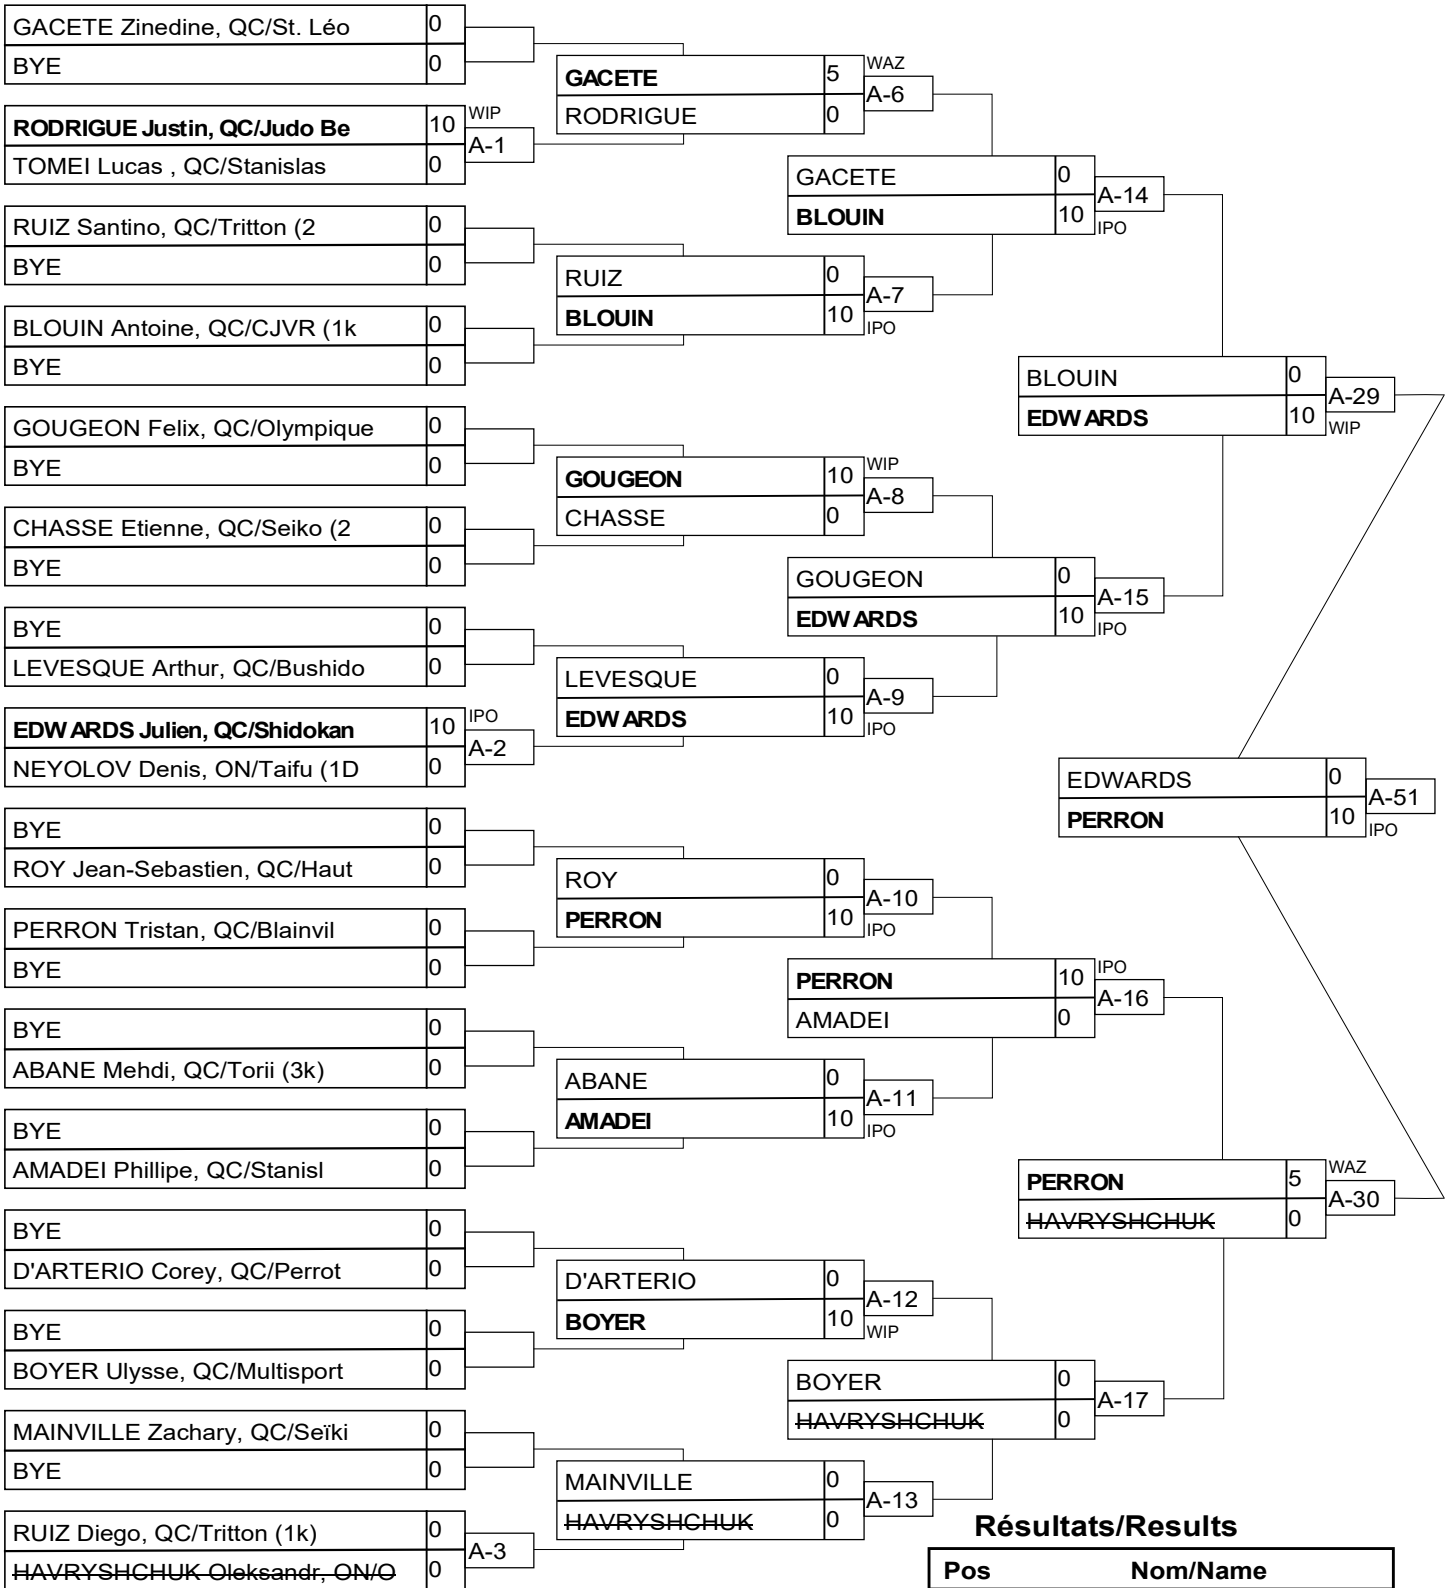 GACETE Zinedine, QC/St. Léo 0
BYE 0
RODRIGUE Justin, QC/Judo Be 10 WIP
A-1
TOMEI Lucas , QC/Stanislas 0
RUIZ Santino, QC/Tritton (2 0
BYE 0
BLOUIN Antoine, QC/CJVR (1k 0
BYE 0
GOUGEON Felix, QC/Olympique 0
BYE 0
CHASSE Etienne, QC/Seiko (2 0
BYE 0
BYE 0
LEVESQUE Arthur, QC/Bushido 0
EDWARDS Julien, QC/Shidokan 10 IPO
A-2
NEYOLOV Denis, ON/Taifu (1D 0
BYE 0
ROY Jean-Sebastien, QC/Haut 0
PERRON Tristan, QC/Blainvil 0
BYE 0
BYE 0
ABANE Mehdi, QC/Torii (3k) 0
BYE 0
AMADEI Phillipe, QC/Stanisl 0
BYE 0
D'ARTERIO Corey, QC/Perrot 0
BYE 0
BOYER Ulysse, QC/Multisport 0
MAINVILLE Zachary, QC/Seïki 0
BYE 0
RUIZ Diego, QC/Tritton (1k) 0
A-3
HAVRYSHCHUK Oleksandr, ON/O 0
GACETE 5 WAZ
A-6
RODRIGUE 0
RUIZ 0
A-7
BLOUIN 10 IPO
GOUGEON 10 WIP
A-8
CHASSE 0
LEVESQUE 0
A-9
EDWARDS 10 IPO
ROY 0
A-10
PERRON 10 IPO
ABANE 0
A-11
AMADEI 10 IPO
D'ARTERIO 0
A-12
BOYER 10 WIP
MAINVILLE 0
A-13
HAVRYSHCHUK 0
GACETE 0
A-14
BLOUIN 10 IPO
GOUGEON 0
A-15
EDWARDS 10 IPO
PERRON 10 IPO
A-16
AMADEI 0
BOYER 0
A-17
HAVRYSHCHUK 0
BLOUIN 0
A-29
EDWARDS 10 WIP
PERRON 5 WAZ
A-30
HAVRYSHCHUK 0
EDWARDS 0
A-51
PERRON 10 IPO
Résultats/Results
Pos Nom/Name